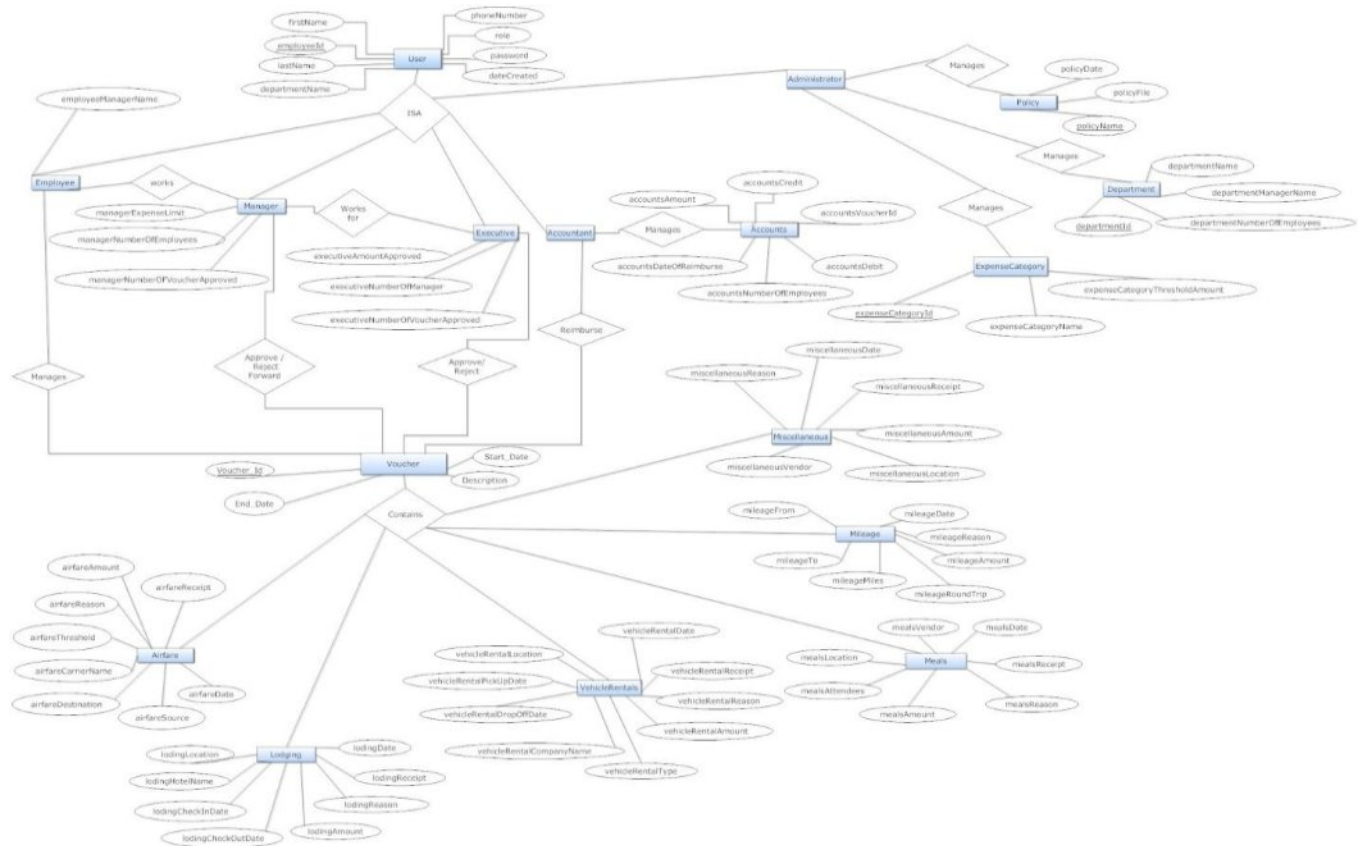 firstName
phoneNumber
employeeId
role
User
lastName
password
departmentName
dateCreated
employeeManagerName
ISA
Administrator
Manages
policyDate
Policy
policyFile
policyName
Manages
departmentName
Department
departmentManagerName
departmentId
departmentNumberOfEmployees
Employee
works
Manager
managerExpenseLimit
managerNumberOfEmployees
managerNumberOfVoucherApproved
Works
for
Executive
executiveAmountApproved
executiveNumberOfManager
executiveNumberOfVoucherApproved
Accountant
Manages
Accounts
accountsAmount
accountsCredit
accountsVoucherId
accountsDateOfReimburse
accountsDebit
accountsNumberOfEmployees
Manages
ExpenseCategory
expenseCategoryThresholdAmount
expenseCategoryId
expenseCategoryName
Manages
Approve /
Reject
Forward
Approve/
Reject
Reimburse
miscellaneousDate
miscellaneousReason
miscellaneousReceipt
Miscellaneous
miscellaneousAmount
miscellaneousVendor
miscellaneousLocation
Voucher
Voucher_Id
Start_Date
Description
End_Date
Contains
mileageFrom
mileageDate
Mileage
mileageReason
mileageTo
mileageAmount
mileageMiles
mileageRoundTrip
airfareAmount
airfareReceipt
airfareReason
airfareThreshold
Airfare
airfareCarrierName
airfareDate
airfareDestination
airfareSource
vehicleRentalDate
vehicleRentalLocation
vehicleRentalReceipt
vehicleRentalPickUpDate
VehicleRentals
vehicleRentalReason
vehicleRentalDropOffDate
vehicleRentalAmount
vehicleRentalCompanyName
vehicleRentalType
mealsVendor
mealsDate
mealsLocation
Meals
mealsReceipt
mealsAttendees
mealsReason
mealsAmount
lodingLocation
Lodging
lodingDate
lodingHotelName
lodingReceipt
lodingCheckInDate
lodingReason
lodingCheckOutDate
lodingAmount